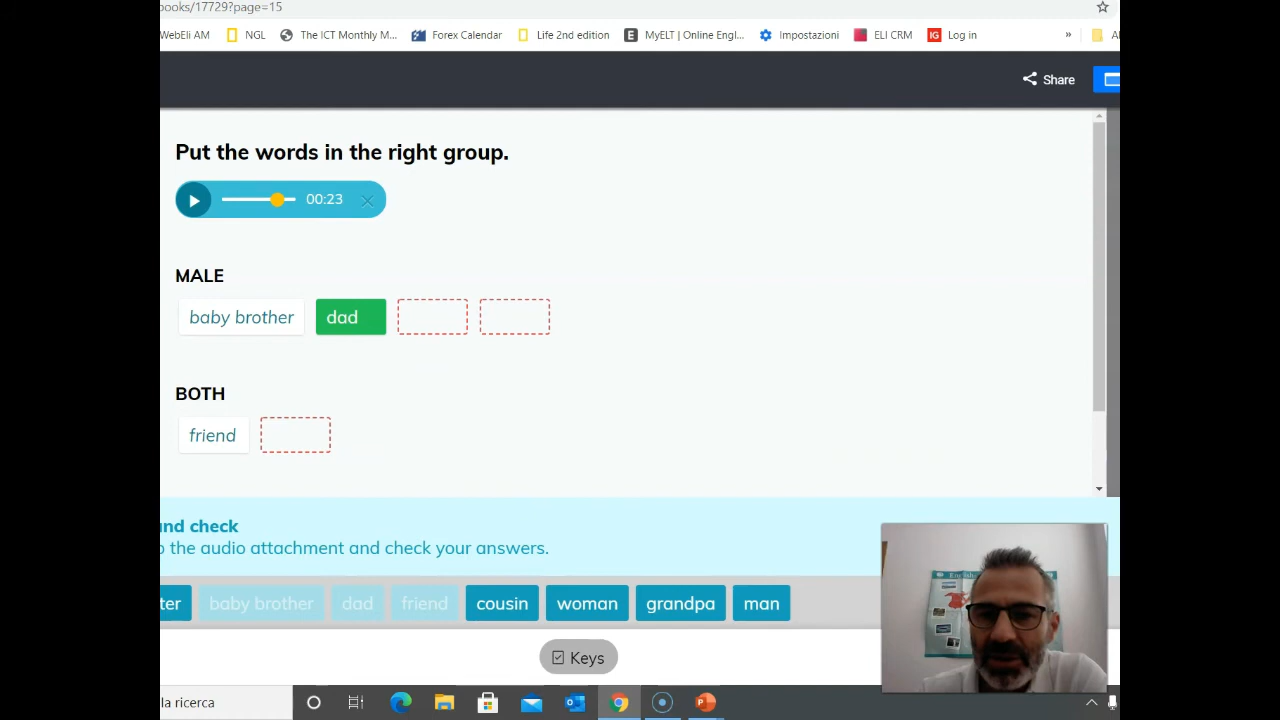 books/17729?page=15
WebEli AM NGL The ICT Monthly M... Forex Calendar Life 2nd edition E MyELT | Online Engl... Impostazioni ELI CRM IG Log in »
Share
Put the words in the right group.
00:23
MALE
baby brother dad
BOTH
friend
and check
the audio attachment and check your answers.
ter baby brother dad friend cousin woman grandpa man
Keys
la ricerca